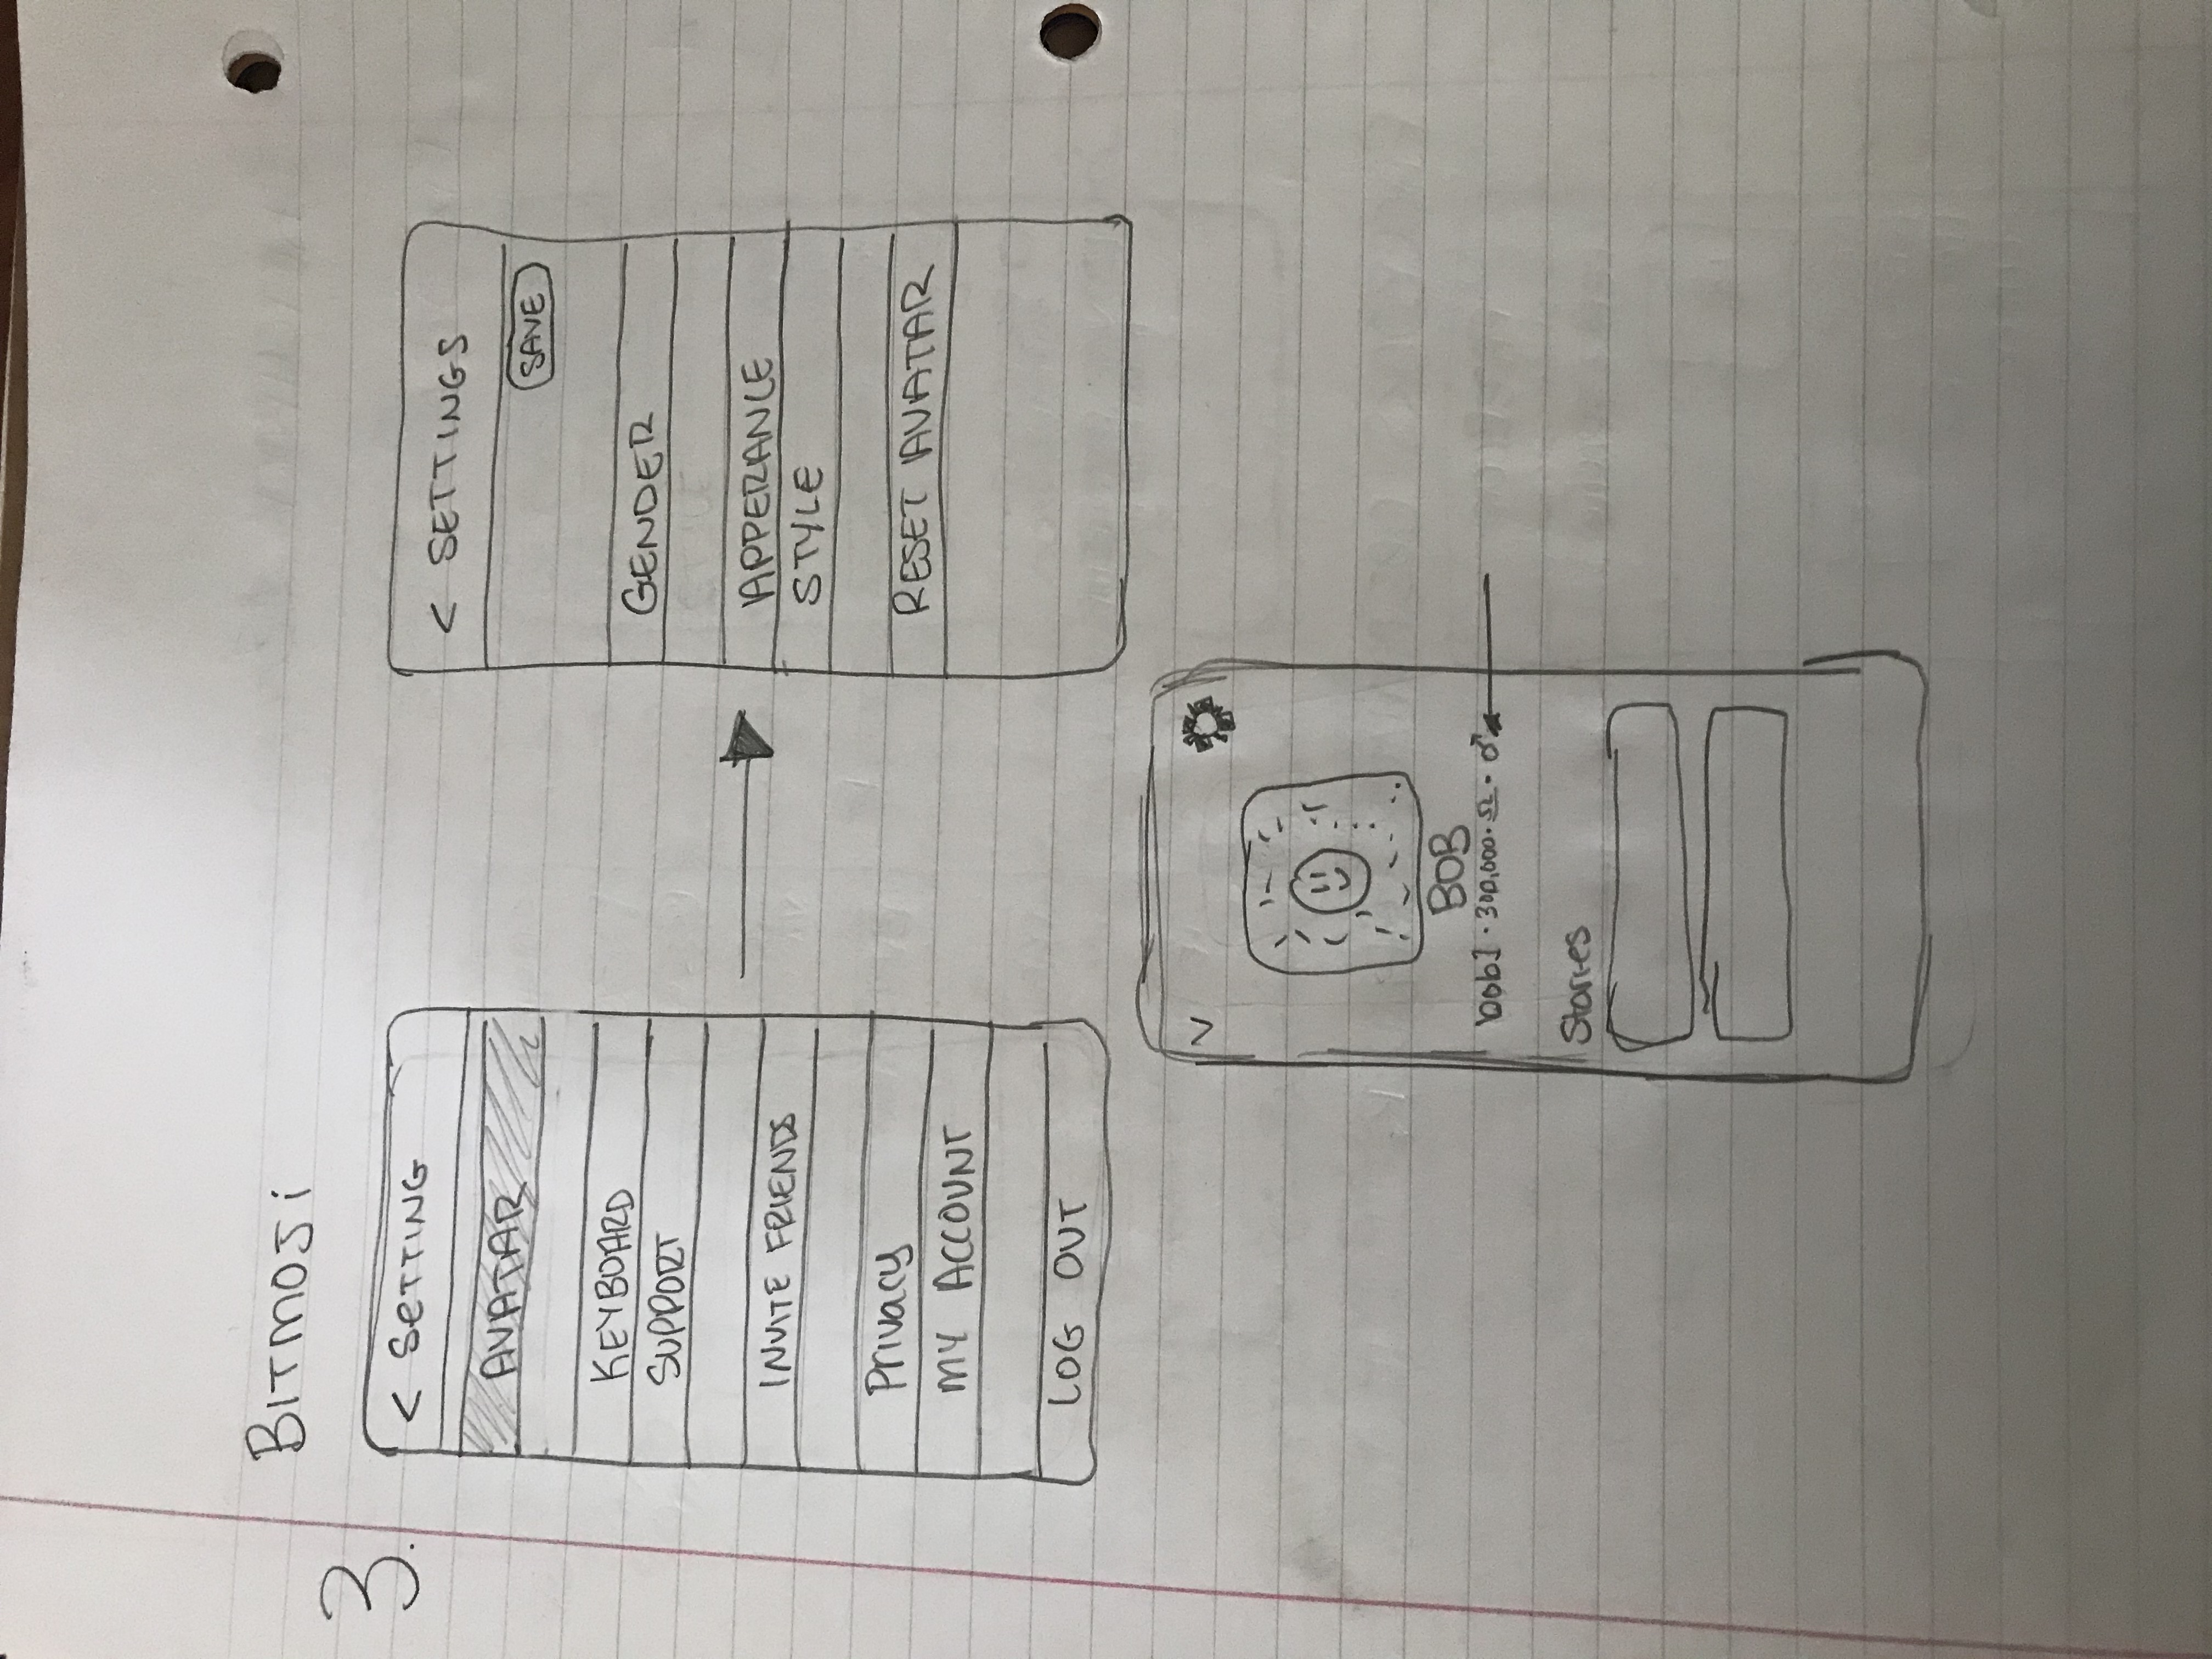 BITMOJi
3.
< SETTING
AVATAR
KEYBOARD
SUPPORT
INVITE FRIENDS
Privacy
MY ACCOUNT
LOG OUT
< SETTINGS
SAVE
GENDER
APPERANCE
STYLE
RESET AVATAR
BOB
bob1 · 300,000 · ♎ · ♂
Stories